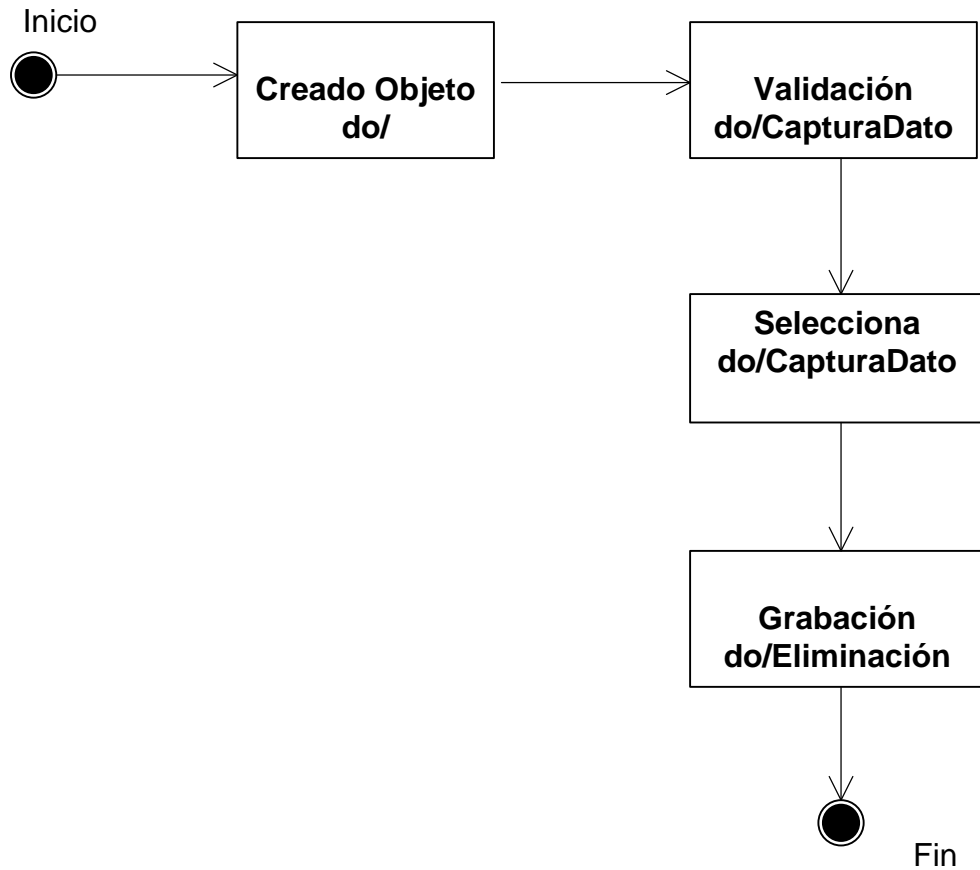 Inicio
Creado Objeto
do/
Validación
do/CapturaDato
Selecciona
do/CapturaDato
Grabación
do/Eliminación
Fin